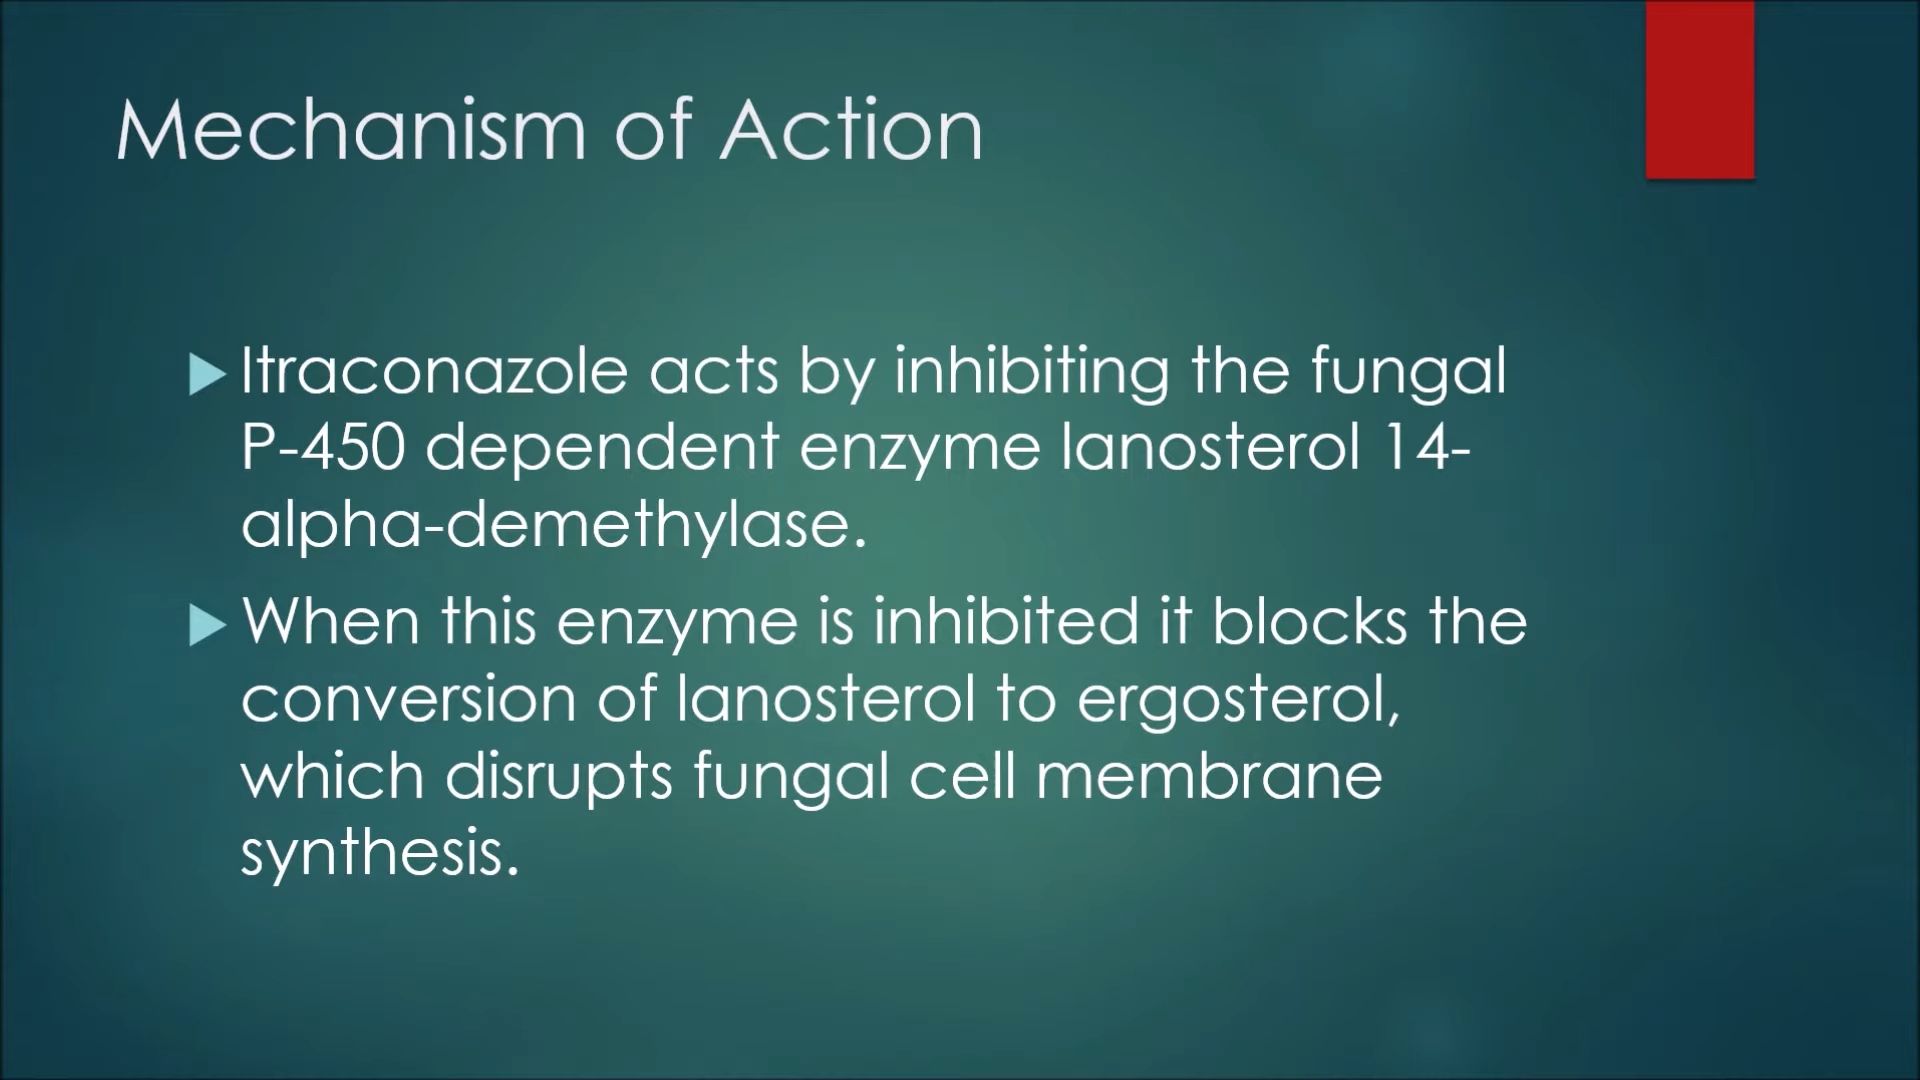 Mechanism of Action
Itraconazole acts by inhibiting the fungal
P-450 dependent enzyme lanosterol 14-
alpha-demethylase.
When this enzyme is inhibited it blocks the
conversion of lanosterol to ergosterol,
which disrupts fungal cell membrane
synthesis.